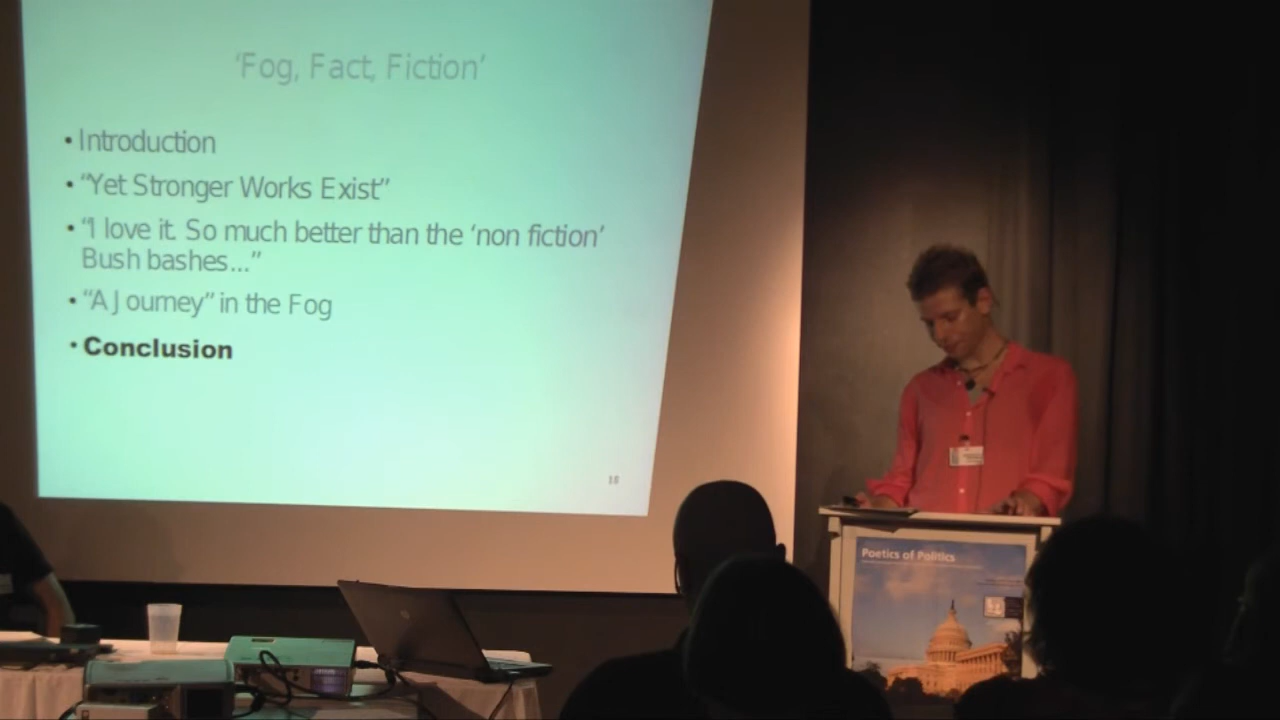 ‘Fog, Fact, Fiction’
• Introduction
• “Yet Stronger Works Exist”
• “I love it. So much better than the ‘non fiction’
Bush bashes...”
• “A Journey” in the Fog
• Conclusion
18
Poetics of Politics